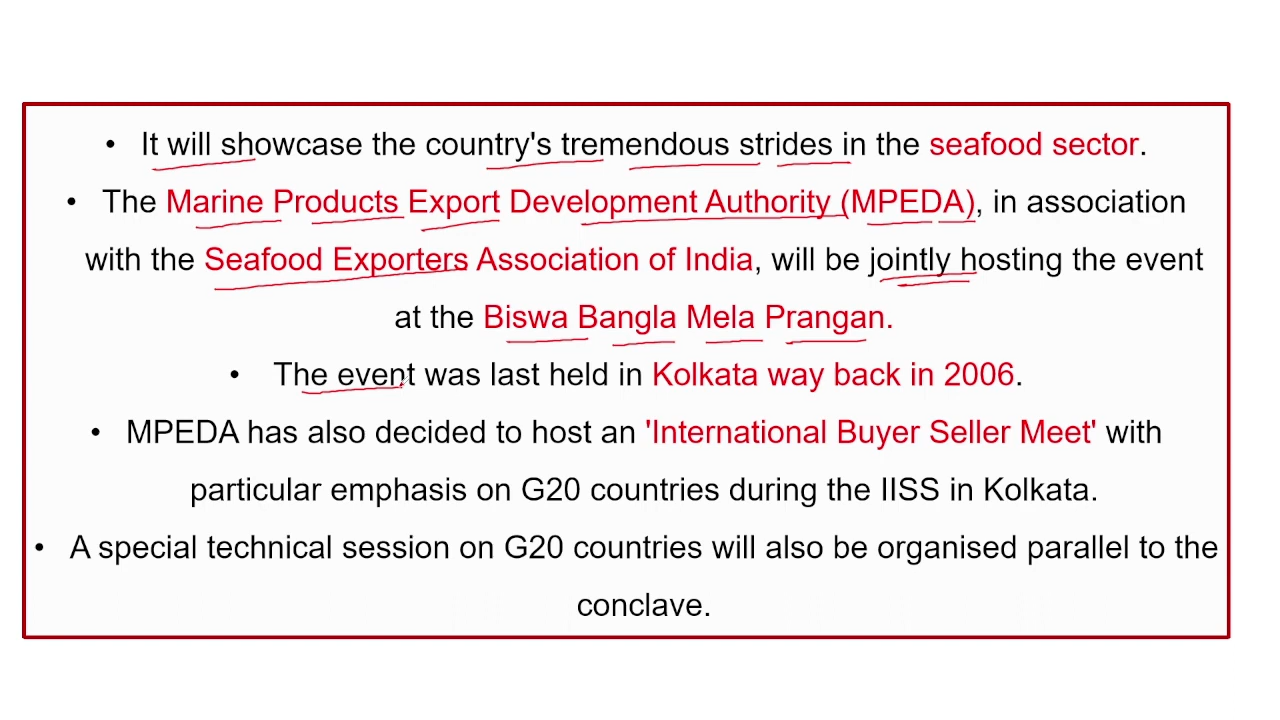 • It will showcase the country's tremendous strides in the seafood sector.
• The Marine Products Export Development Authority (MPEDA), in association
with the Seafood Exporters Association of India, will be jointly hosting the event
at the Biswa Bangla Mela Prangan.
• The event was last held in Kolkata way back in 2006.
• MPEDA has also decided to host an 'International Buyer Seller Meet' with
particular emphasis on G20 countries during the IISS in Kolkata.
• A special technical session on G20 countries will also be organised parallel to the
conclave.